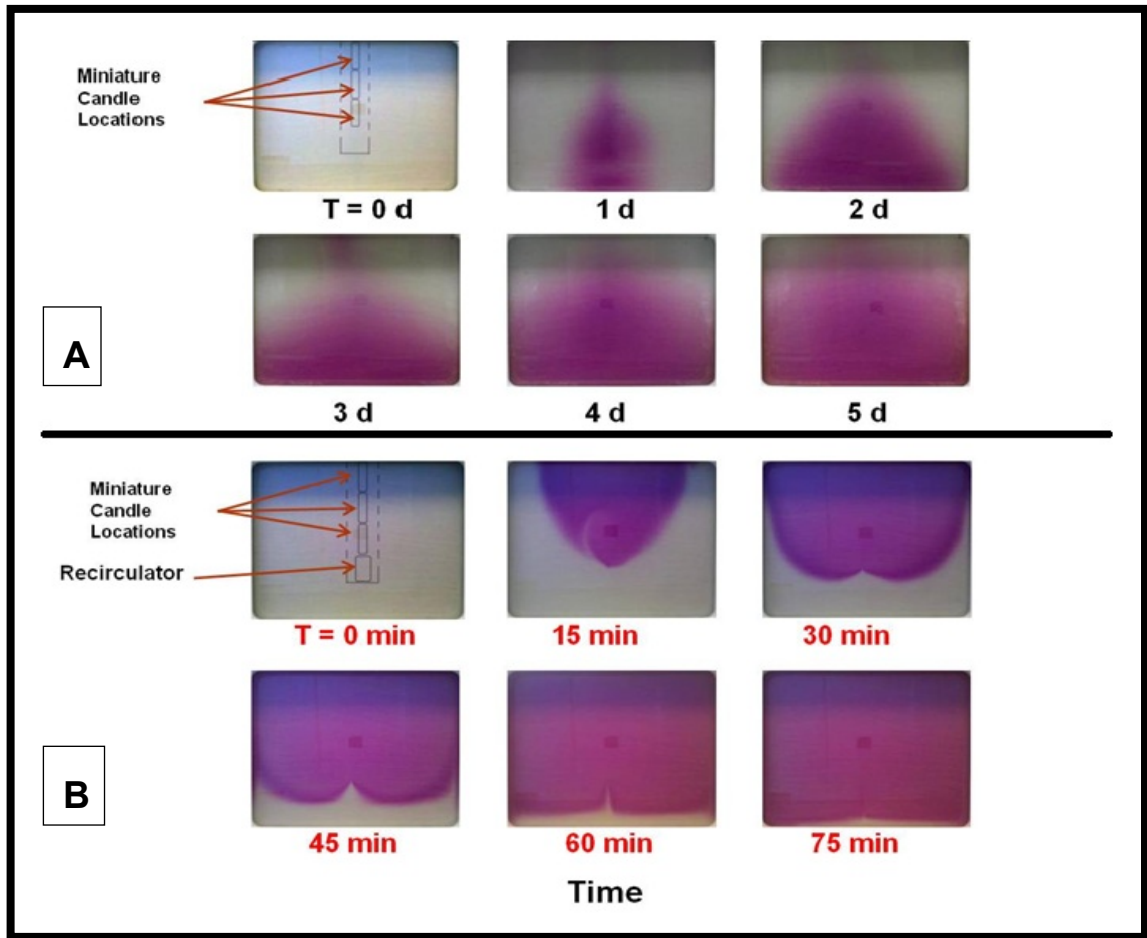 Miniature
Candle
Locations
T = 0 d
1 d
2 d
A
3 d
4 d
5 d
Miniature
Candle
Locations
Recirculator
T = 0 min
15 min
30 min
B
45 min
60 min
75 min
Time